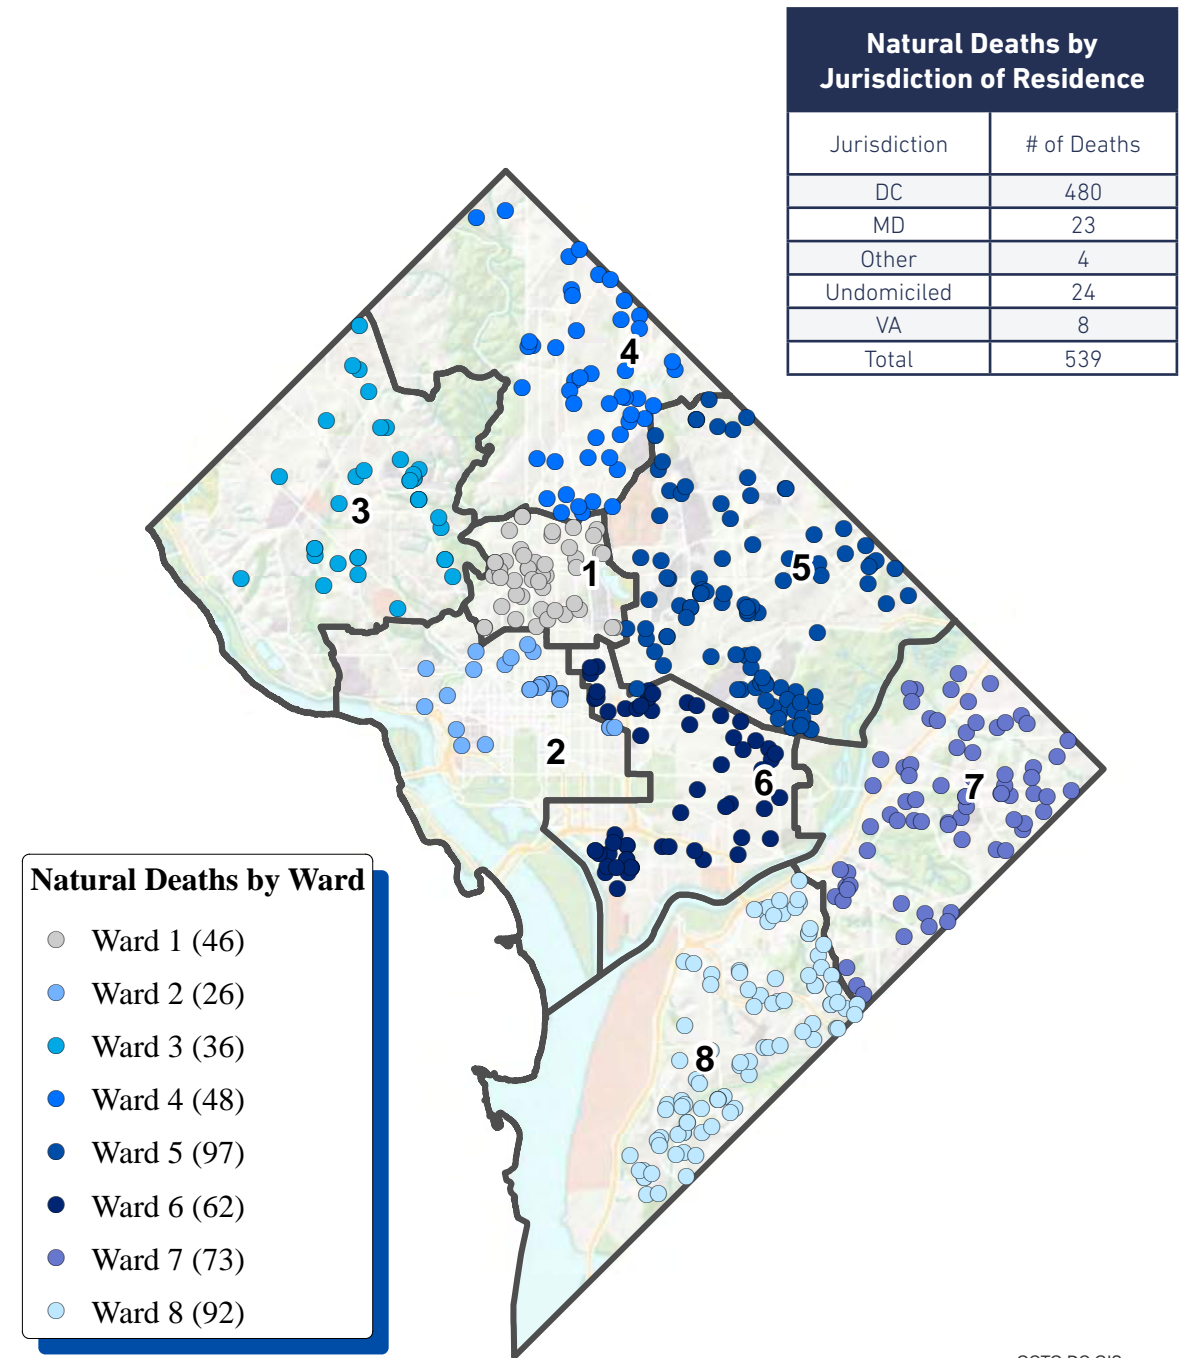 Natural Deaths by
Jurisdiction of Residence
Jurisdiction # of Deaths
DC 480
MD 23
Other 4
Undomiciled 24
VA 8
Total 539
4
3
1
5
2
6
7
8
Natural Deaths by Ward
Ward 1 (46)
Ward 2 (26)
Ward 3 (36)
Ward 4 (48)
Ward 5 (97)
Ward 6 (62)
Ward 7 (73)
Ward 8 (92)